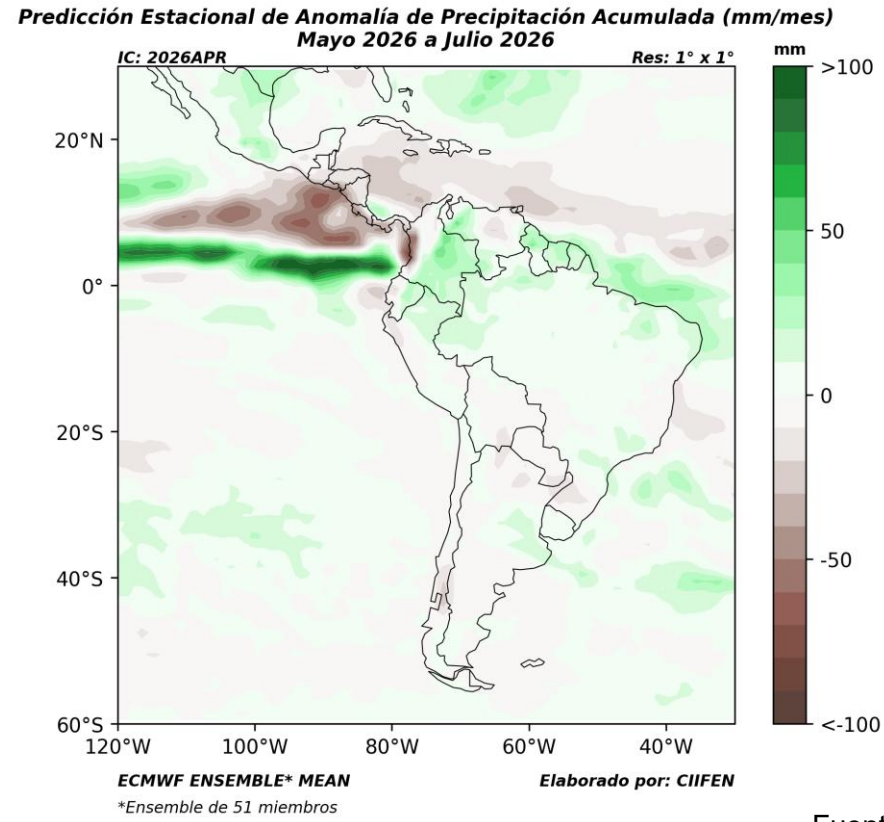 Predicción Estacional de Anomalía de Precipitación Acumulada (mm/mes)
Mayo 2026 a Julio 2026
IC: 2026APR
Res: 1° x 1°
mm
>100
50
0
-50
<-100
20°N
0°
20°S
40°S
60°S
120°W
100°W
80°W
60°W
40°W
ECMWF ENSEMBLE* MEAN
Elaborado por: CIIFEN
*Ensemble de 51 miembros